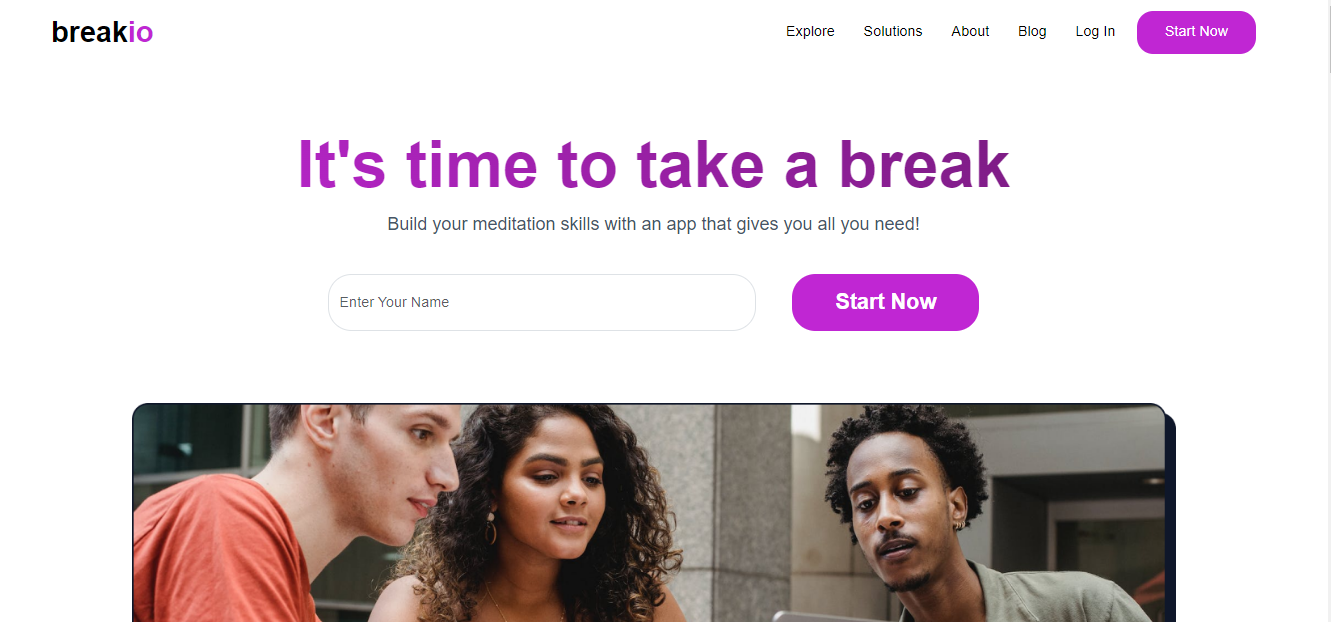 breakio
Explore Solutions About Blog Log In Start Now
It's time to take a break
Build your meditation skills with an app that gives you all you need!
Enter Your Name
Start Now